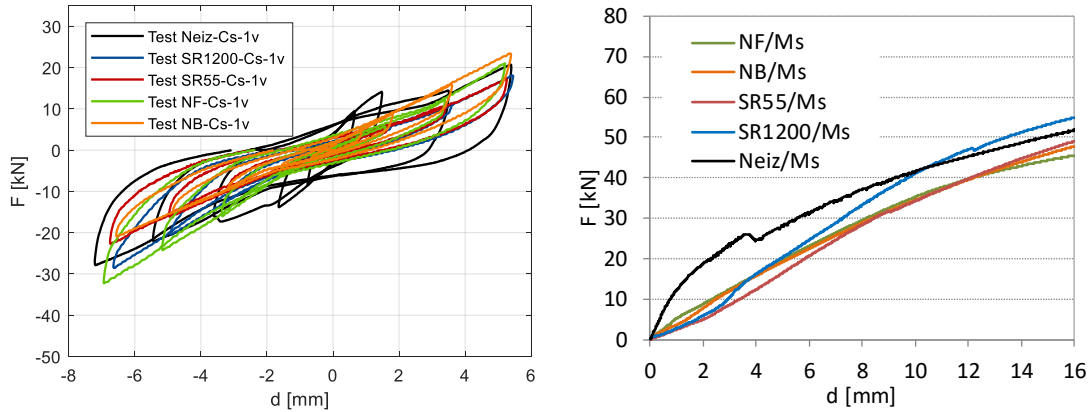 F [kN]
30
20
10
0
-10
-20
-30
-40
-50
Test Neiz-Cs-1v
Test SR1200-Cs-1v
Test SR55-Cs-1v
Test NF-Cs-1v
Test NB-Cs-1v
-8 -6 -4 -2 0 2 4 6
d [mm]
F [kN]
80
70
60
50
40
30
20
10
0
NF/Ms
NB/Ms
SR55/Ms
SR1200/Ms
Neiz/Ms
0 2 4 6 8 10 12 14 16
d [mm]